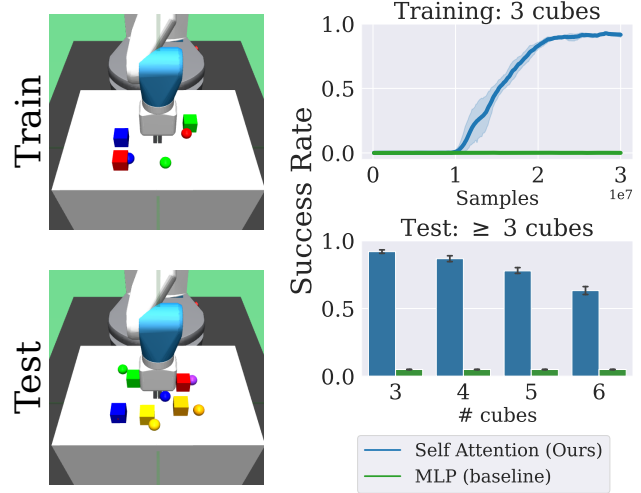 Train
Test
Success Rate
Training: 3 cubes
1.0
0.5
0.0
0
1
2
3
Samples
1e7
Test: ≥ 3 cubes
1.0
0.5
0.0
3
4
5
6
# cubes
Self Attention (Ours)
MLP (baseline)